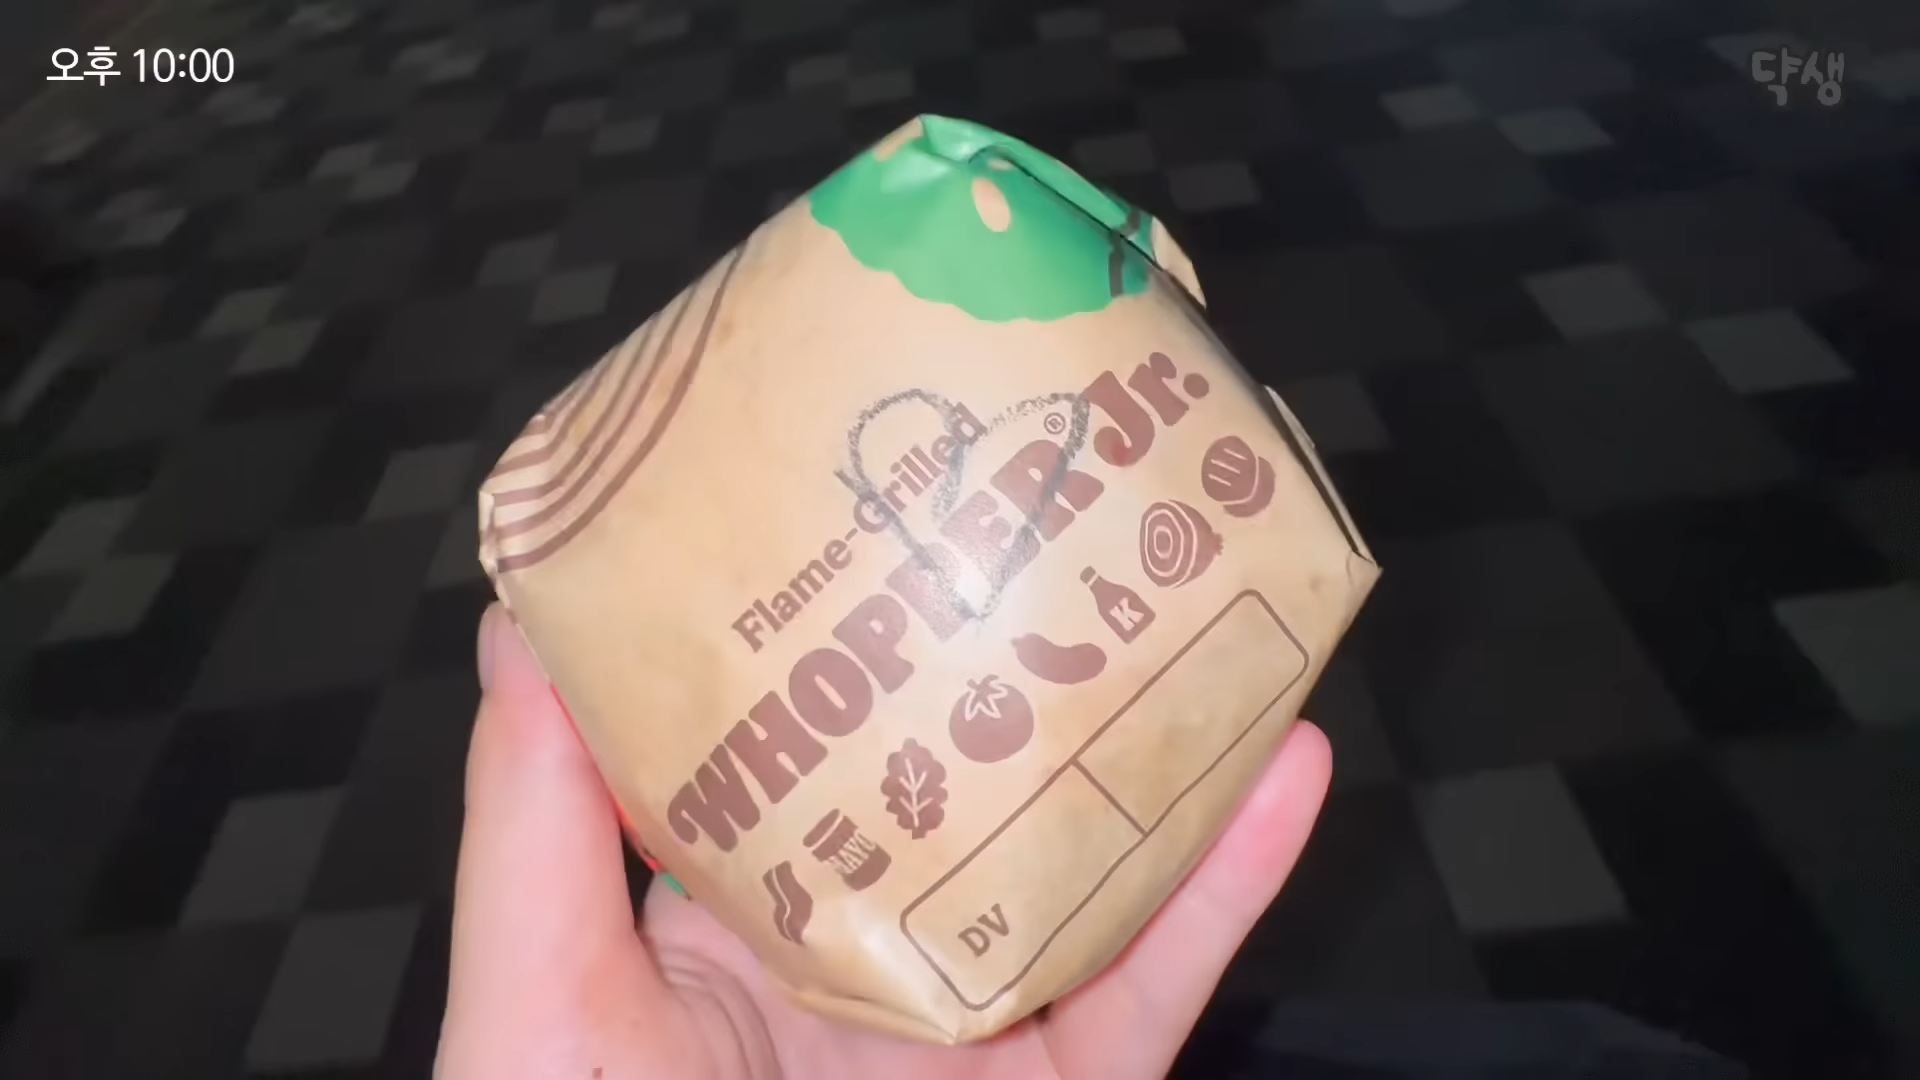 오후 10:00
닥생
Flame-Grilled
WHOPPER® Jr.
K
MAYO
DV